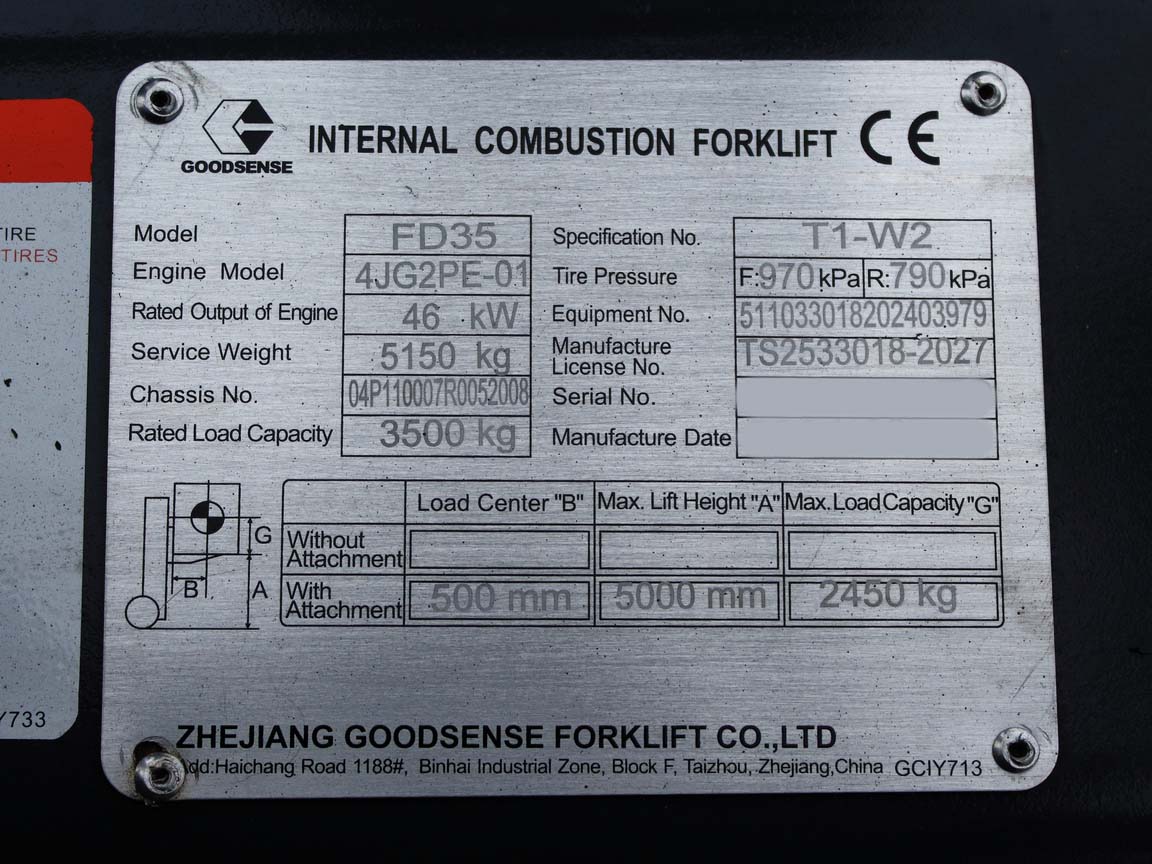 TIRE
TIRES
Y733
GOODSENSE
INTERNAL COMBUSTION FORKLIFT CE
Model FD35 Specification No. T1-W2
Engine Model 4JG2PE-01 Tire Pressure F:970 kPa R:790 kPa
Rated Output of Engine 46 kW Equipment No. 511033018202403979
Service Weight 5150 kg Manufacture License No. TS2533018-2027
Chassis No. 04P110007R0052008 Serial No.
Rated Load Capacity 3500 kg Manufacture Date
Load Center "B" Max. Lift Height "A" Max. Load Capacity "G"
Without Attachment
With Attachment 500 mm 5000 mm 2450 kg
G
B A
ZHEJIANG GOODSENSE FORKLIFT CO.,LTD
Add:Haichang Road 1188#, Binhai Industrial Zone, Block F, Taizhou, Zhejiang,China GCIY713